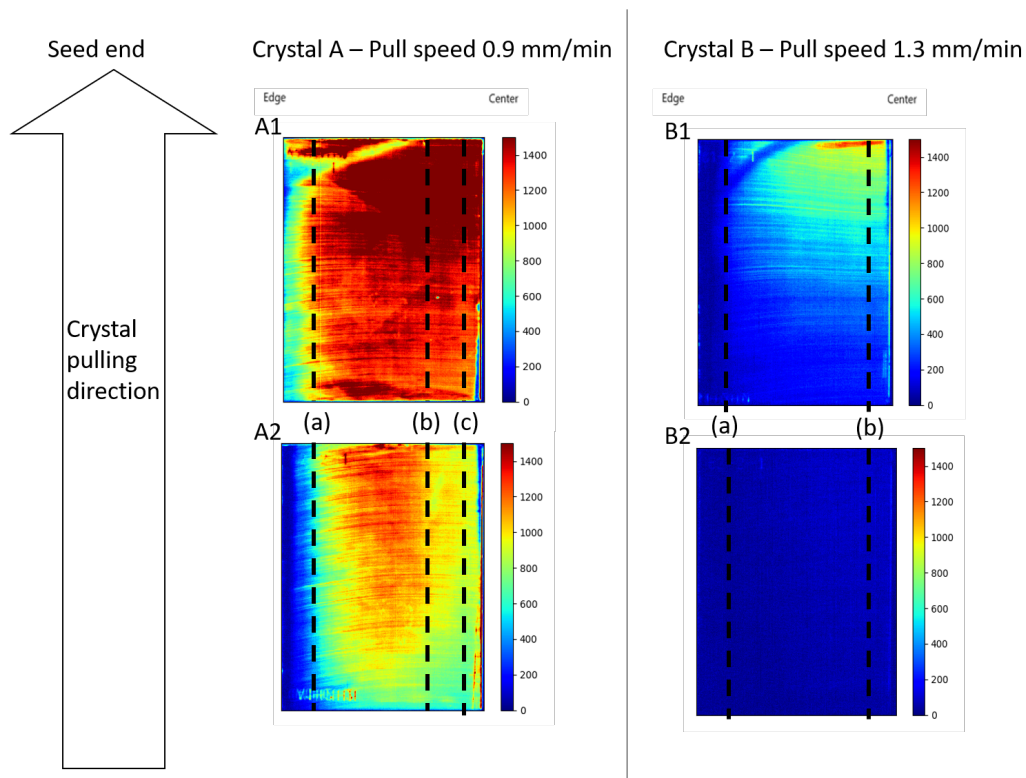 Seed end
Crystal A – Pull speed 0.9 mm/min
Crystal B – Pull speed 1.3 mm/min
Edge
Center
Edge
Center
A1
B1
1400
1200
1000
800
600
400
200
0
1400
1200
1000
800
600
400
200
0
Crystal
pulling
direction
(a)
(b)
(c)
(a)
(b)
A2
B2
1400
1200
1000
800
600
400
200
0
1400
1200
1000
800
600
400
200
0